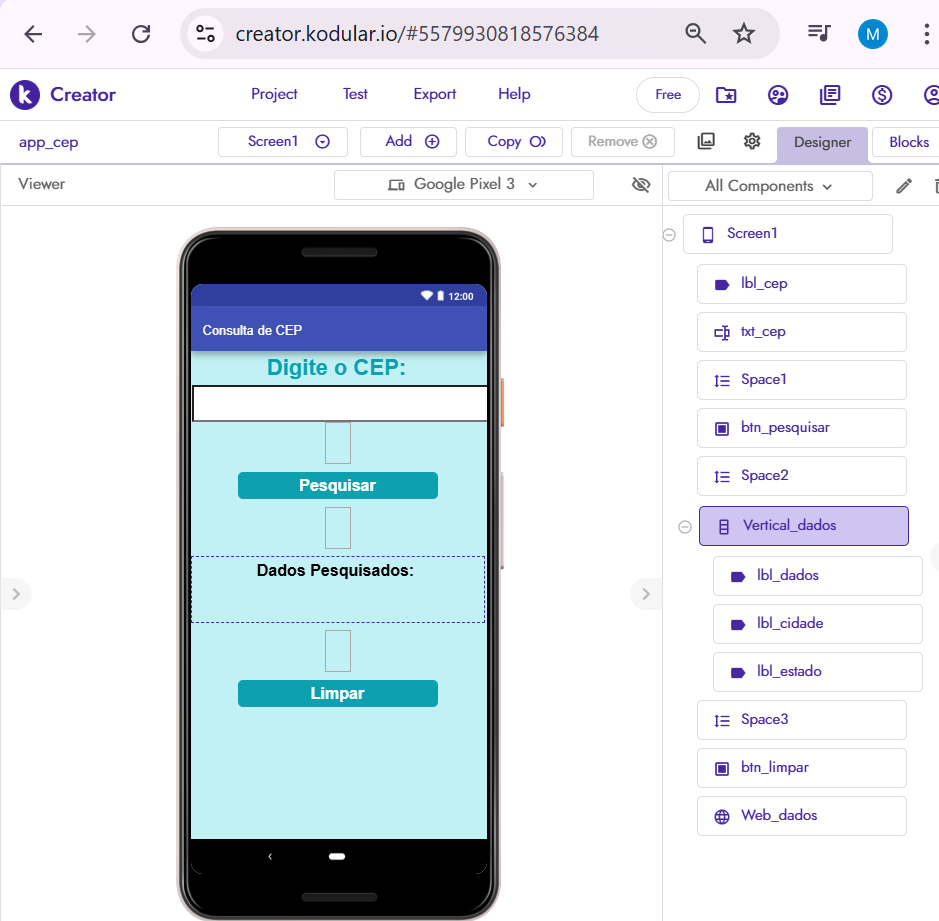 creator.kodular.io/#5579930818576384
M
k Creator Project Test Export Help Free
app_cep Screen1 Add Copy Remove Designer Blocks
Viewer Google Pixel 3 All Components
12:00
Consulta de CEP
Digite o CEP:
Pesquisar
Dados Pesquisados:
Limpar
Screen1
lbl_cep
txt_cep
Space1
btn_pesquisar
Space2
Vertical_dados
lbl_dados
lbl_cidade
lbl_estado
Space3
btn_limpar
Web_dados